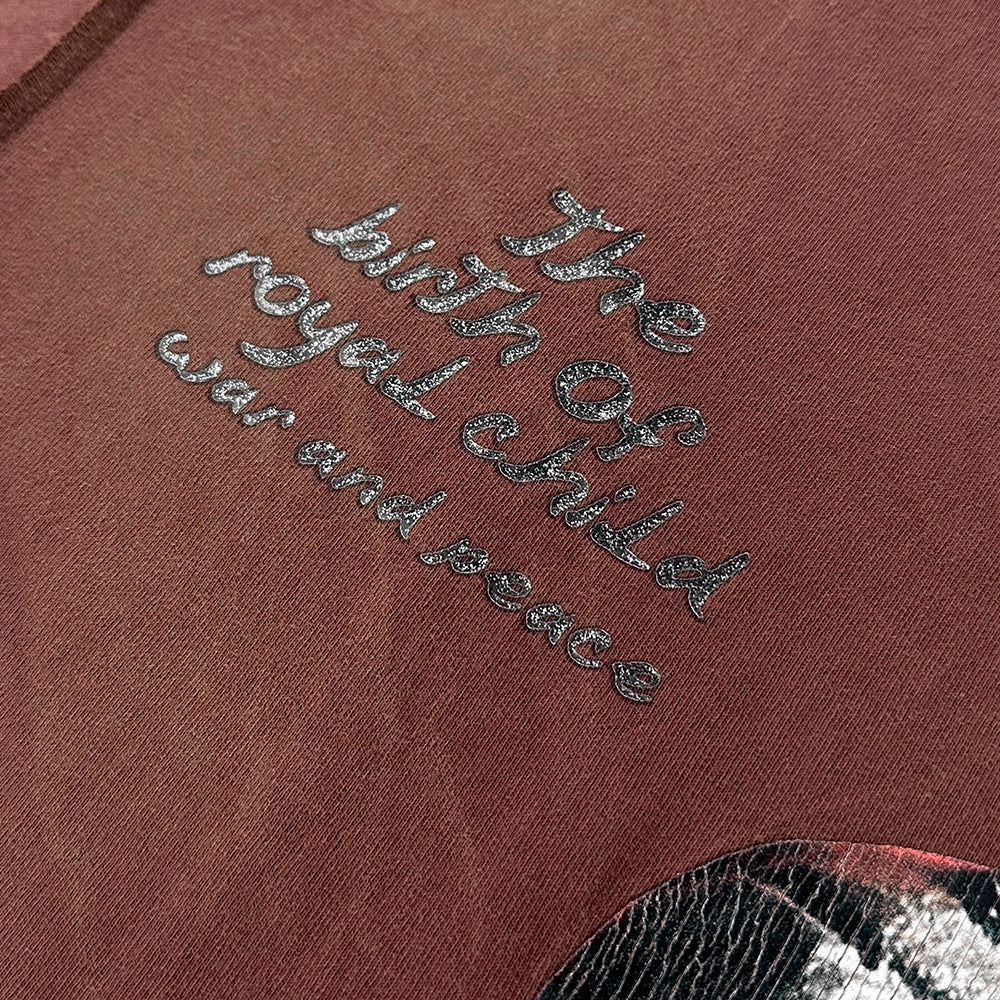 The
birth of
royal child
war and peace